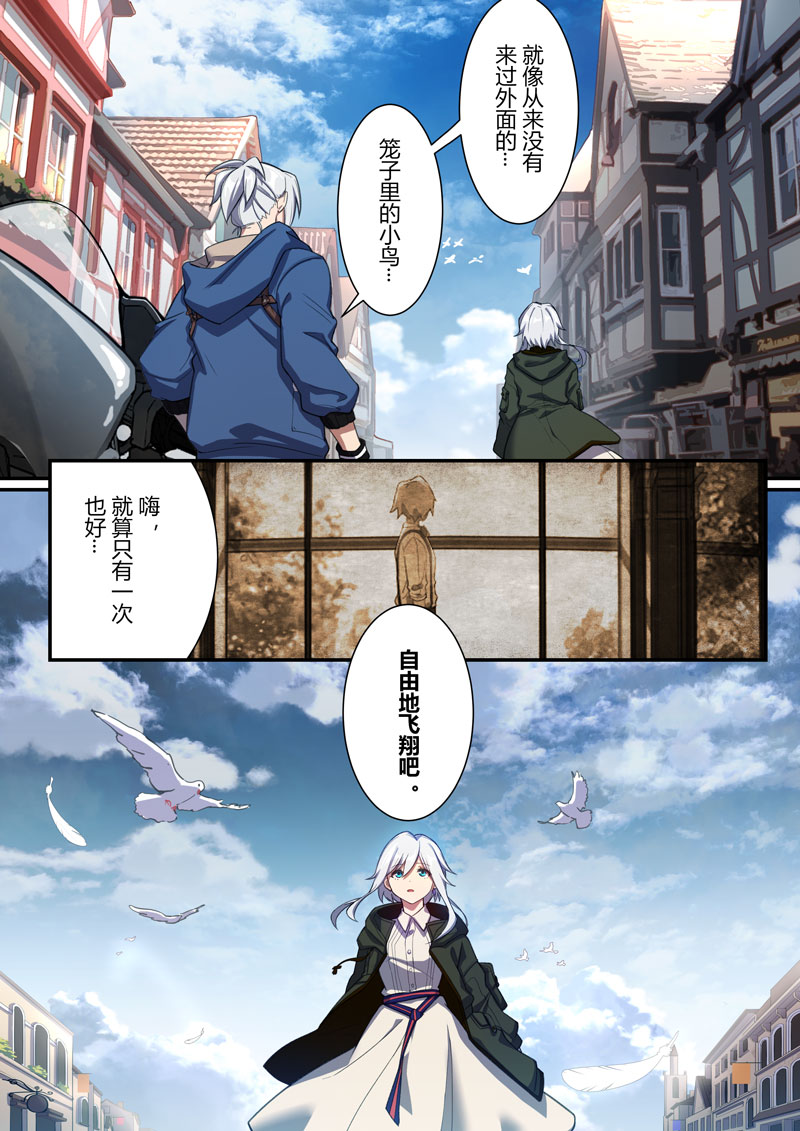 就像从来没有
来过外面的…
笼子里的小鸟…
嗨，
就算只有一次
也好…
自由地飞翔吧。